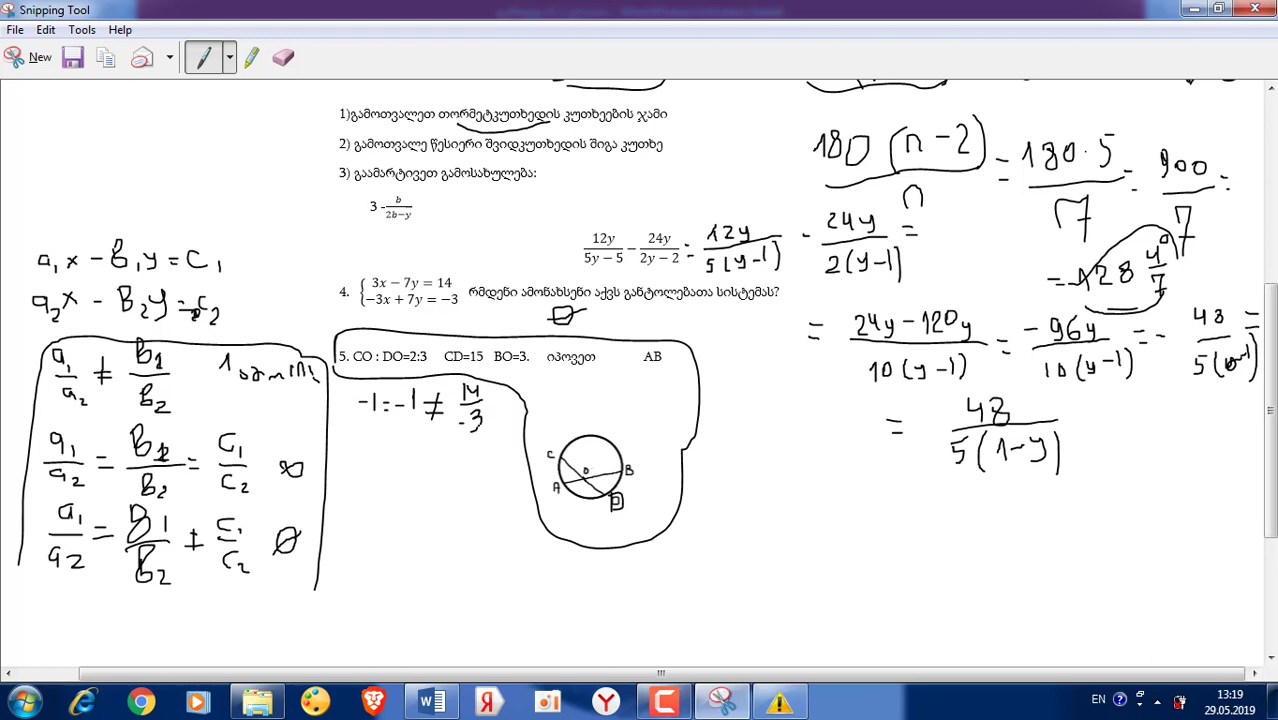 Snipping Tool
File Edit Tools Help
New
1)გამოთვალეთ თორმეტკუთხედის კუთხეების ჯამი
2) გამოთვალე წესიერი შვიდკუთხედის შიგა კუთხე
3) გაამარტივეთ გამოსახულება:
3 - b/(2b−y)
180 (n − 2)/n = 180 · 5/7 = 900/7 =
= 128 4/7
12y/(5y−5) − 24y/(2y−2) = 12y/(5(y−1)) - 24y/(2(y−1)) =
= (24y − 120y)/(10(y−1)) = −96y/(10(y−1)) = - 48/5
= 48/(5(1−y))
4. { 3x − 7y = 14
−3x + 7y = −3 რმდენი ამონახსენი აქვს განტოლებათა სისტემას?
∅
5. CO : DO=2:3 CD=15 BO=3. იპოვეთ AB
-1 = -1 ≠ 14/-3
C O B
A D
a₁x − b₁y = c₁
a₂x − b₂y = c₂
a₁/a₂ ≠ b₁/b₂ 1
a₁/a₂ = b₁/b₂ = c₁/c₂ ∞
a₁/a₂ = b₁/b₂ ≠ c₁/c₂ ∅
EN 13:19
29.05.2019